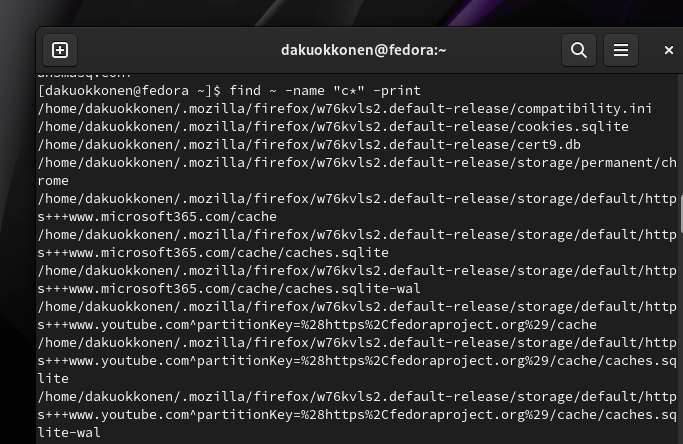 dakuokkonen@fedora:~
[dakuokkonen@fedora ~]$ find ~ -name "c*" -print
/home/dakuokkonen/.mozilla/firefox/w76kvls2.default-release/compatibility.ini
/home/dakuokkonen/.mozilla/firefox/w76kvls2.default-release/cookies.sqlite
/home/dakuokkonen/.mozilla/firefox/w76kvls2.default-release/cert9.db
/home/dakuokkonen/.mozilla/firefox/w76kvls2.default-release/storage/permanent/ch
rome
/home/dakuokkonen/.mozilla/firefox/w76kvls2.default-release/storage/default/http
s+++www.microsoft365.com/cache
/home/dakuokkonen/.mozilla/firefox/w76kvls2.default-release/storage/default/http
s+++www.microsoft365.com/cache/caches.sqlite
/home/dakuokkonen/.mozilla/firefox/w76kvls2.default-release/storage/default/http
s+++www.microsoft365.com/cache/caches.sqlite-wal
/home/dakuokkonen/.mozilla/firefox/w76kvls2.default-release/storage/default/http
s+++www.youtube.com^partitionKey=%28https%2Cfedoraproject.org%29/cache
/home/dakuokkonen/.mozilla/firefox/w76kvls2.default-release/storage/default/http
s+++www.youtube.com^partitionKey=%28https%2Cfedoraproject.org%29/cache/caches.sq
lite
/home/dakuokkonen/.mozilla/firefox/w76kvls2.default-release/storage/default/http
s+++www.youtube.com^partitionKey=%28https%2Cfedoraproject.org%29/cache/caches.sq
lite-wal